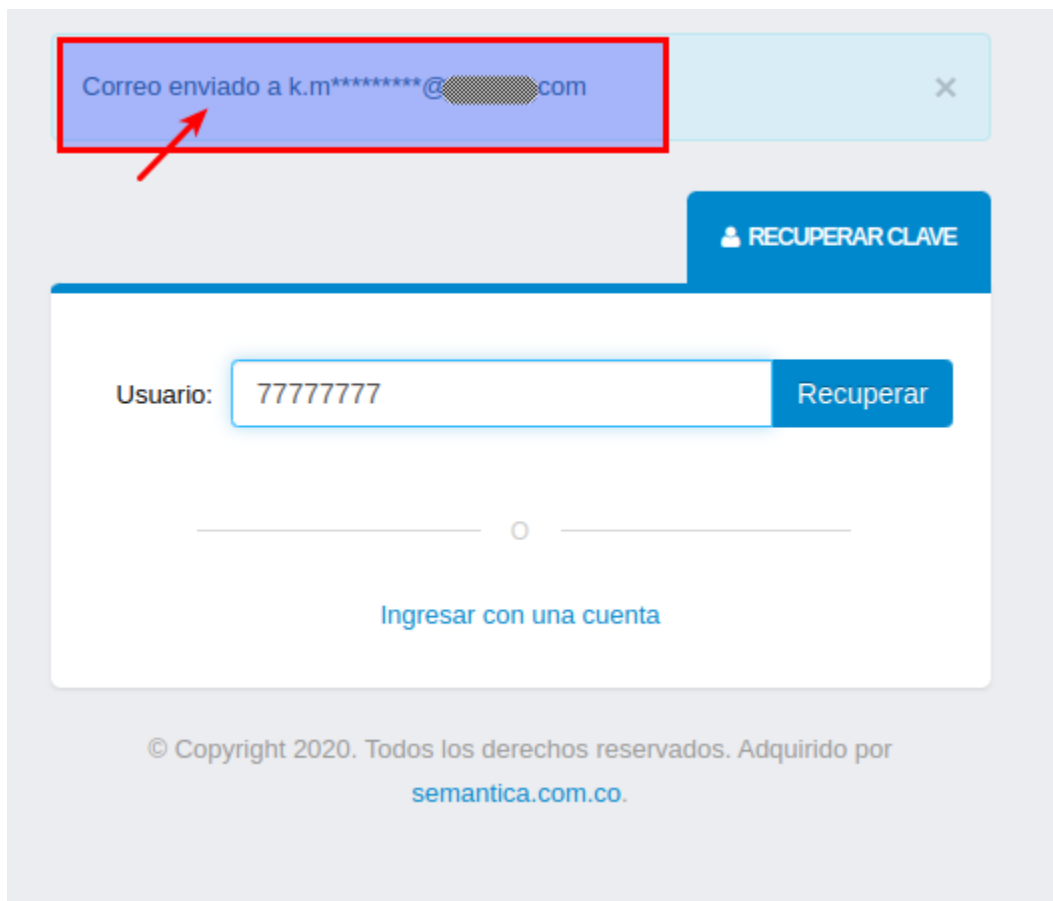 Correo enviado a k.m*********@ com
×
RECUPERAR CLAVE
Usuario: 77777777 Recuperar
O
Ingresar con una cuenta
© Copyright 2020. Todos los derechos reservados. Adquirido por
semantica.com.co.